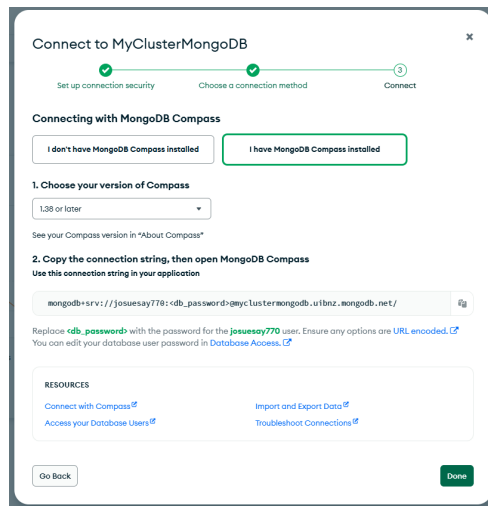 Connect to MyClusterMongoDB
Set up connection security
Choose a connection method
3
Connect
Connecting with MongoDB Compass
I don't have MongoDB Compass installed
I have MongoDB Compass installed
1. Choose your version of Compass
1.38 or later
See your Compass version in "About Compass"
2. Copy the connection string, then open MongoDB Compass
Use this connection string in your application
mongodb+srv://josuesay770:<db_password>@myclustermongodb.uibnz.mongodb.net/
Replace <db_password> with the password for the josuesay770 user. Ensure any options are URL encoded.
You can edit your database user password in Database Access.
RESOURCES
Connect with Compass
Import and Export Data
Access your Database Users
Troubleshoot Connections
Go Back
Done